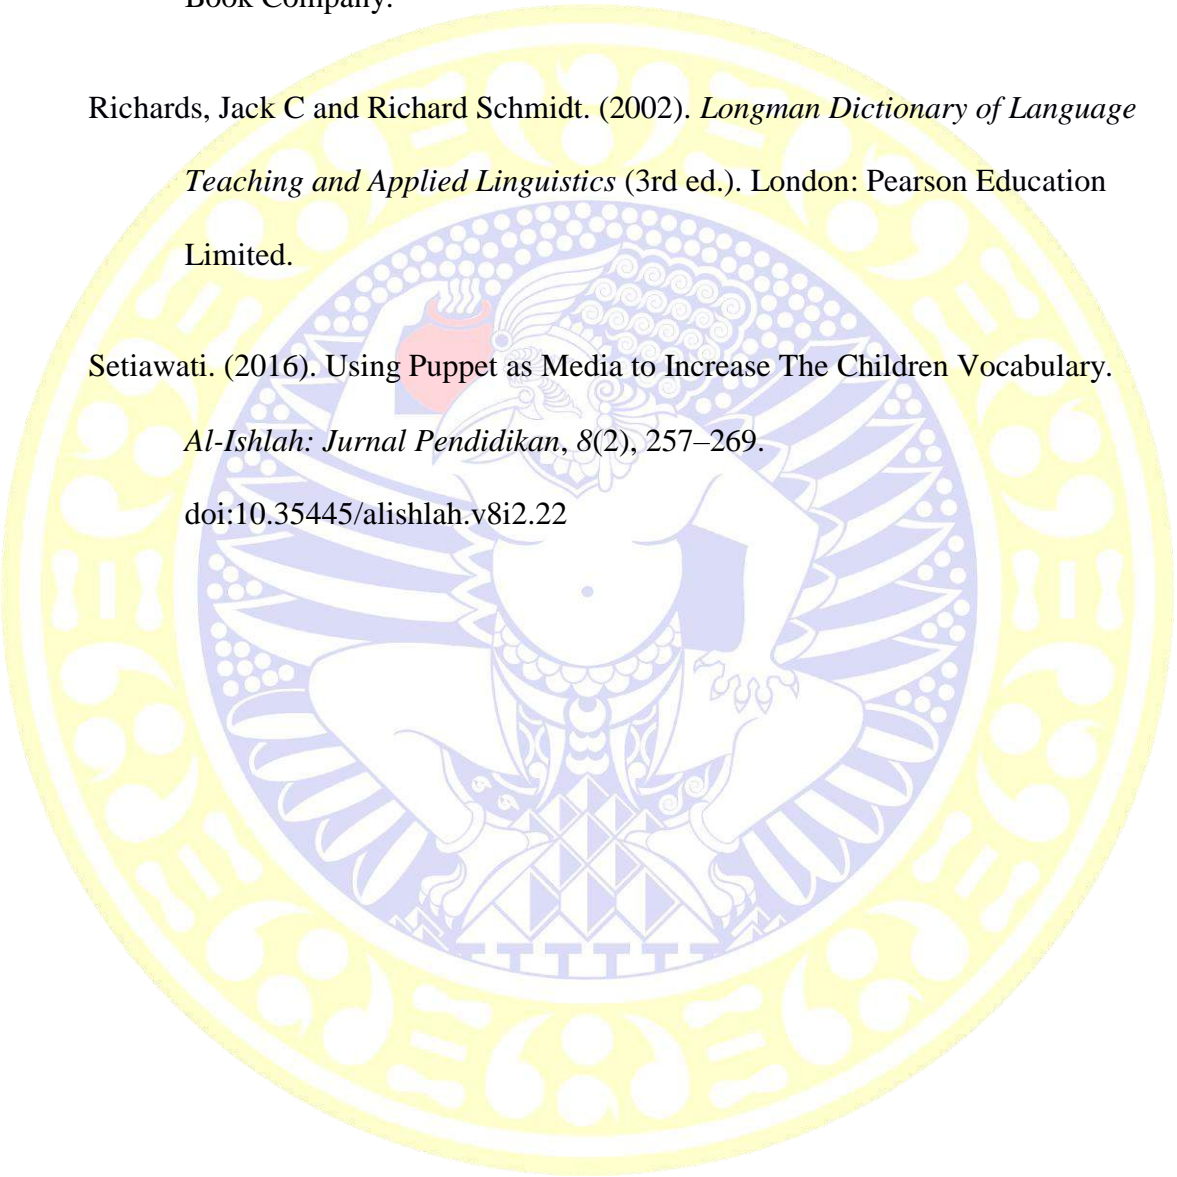 Book Company.
Richards, Jack C and Richard Schmidt. (2002). Longman Dictionary of Language
Teaching and Applied Linguistics (3rd ed.). London: Pearson Education
Limited.
Setiawati. (2016). Using Puppet as Media to Increase The Children Vocabulary.
Al-Ishlah: Jurnal Pendidikan, 8(2), 257–269.
doi:10.35445/alishlah.v8i2.22